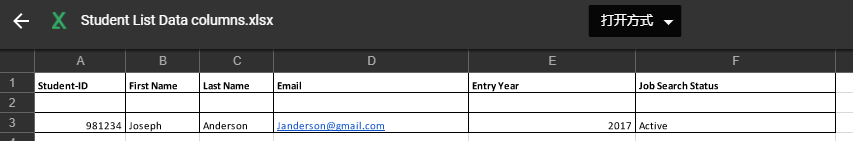 Student List Data columns.xlsx 打开方式
A B C D E F
1 Student-ID First Name Last Name Email Entry Year Job Search Status
2
3 981234 Joseph Anderson Janderson@gmail.com 2017 Active